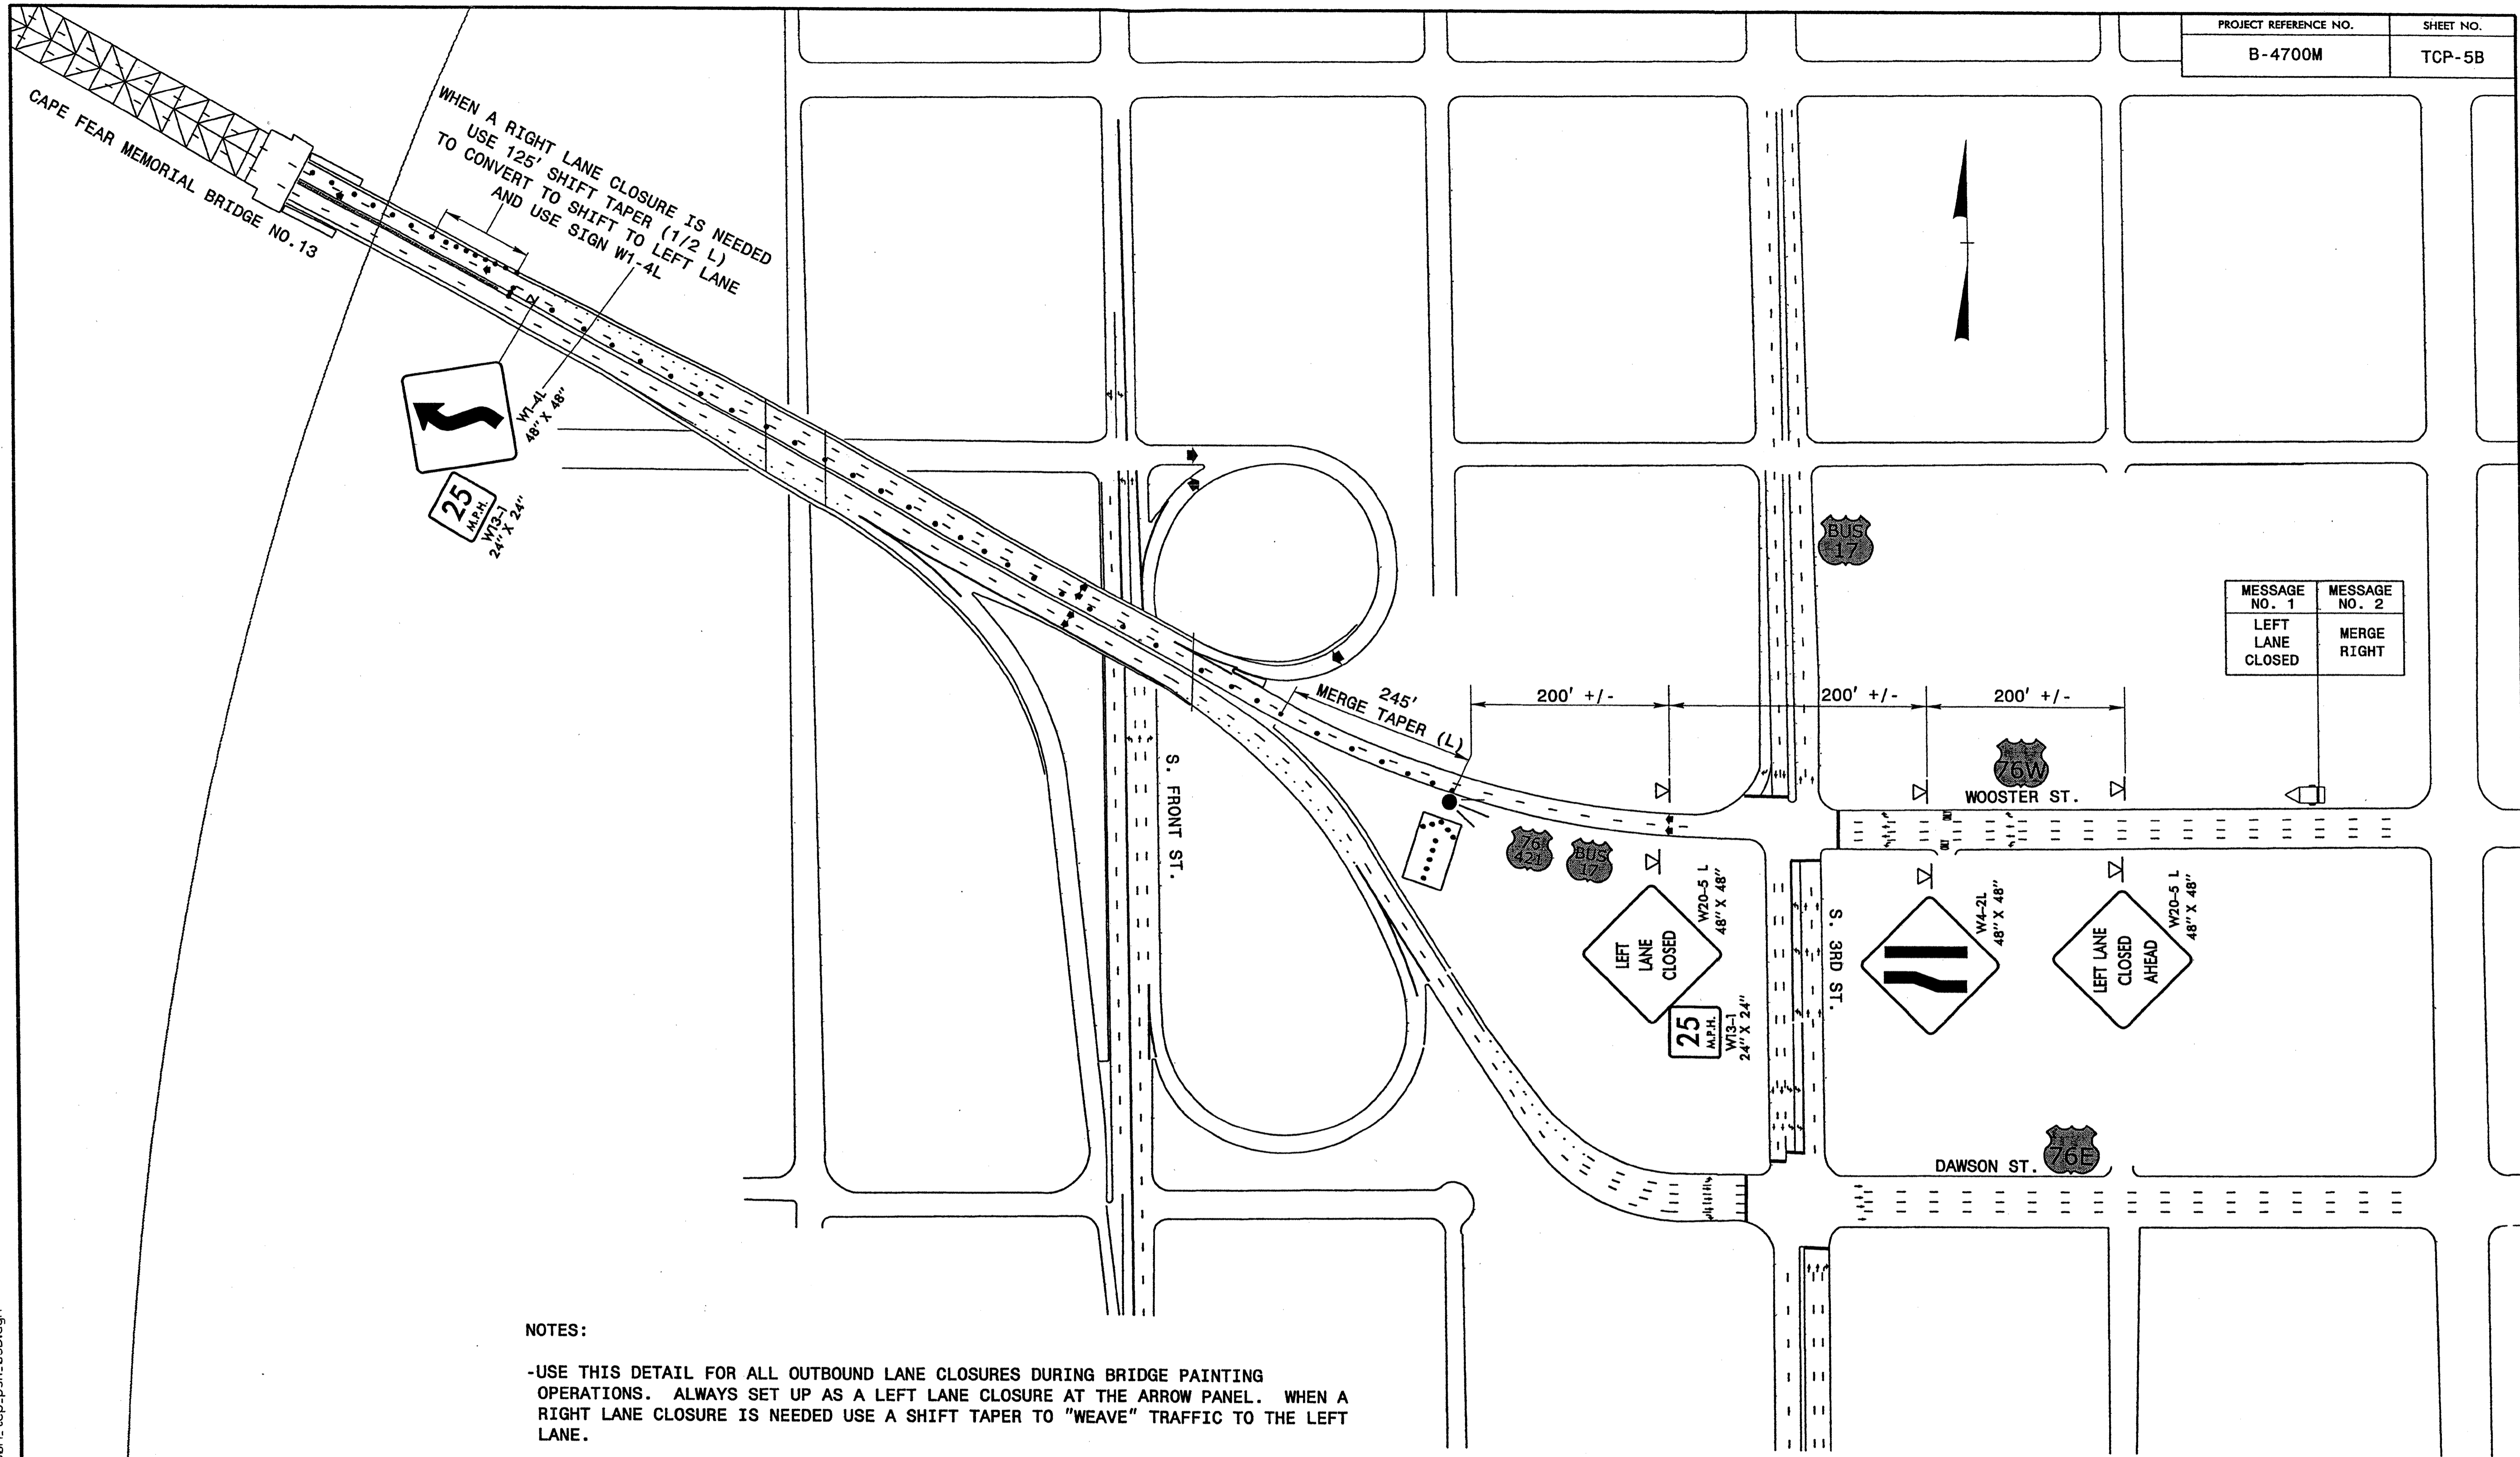 PROJECT REFERENCE NO.
SHEET NO.
B-4700M
TCP-5B
CAPE FEAR MEMORIAL BRIDGE NO. 13
WHEN A RIGHT LANE CLOSURE IS NEEDED
USE 125' SHIFT TAPER (1/2 L)
TO CONVERT TO SHIFT TO LEFT LANE
AND USE SIGN W1-4L
W1-4L
48" X 48"
25
M.P.H.
W13-1
24" X 24"
BUS
17
MESSAGE
NO. 1
MESSAGE
NO. 2
LEFT
LANE
CLOSED
MERGE
RIGHT
245'
MERGE TAPER (L)
200' +/-
200' +/-
200' +/-
76W
WOOSTER ST.
ONLY
ONLY
S. FRONT ST.
76
421
BUS
17
LEFT
LANE
CLOSED
W20-5 L
48" X 48"
25
M.P.H.
W13-1
24" X 24"
S. 3RD ST.
W4-2L
48" X 48"
LEFT LANE
CLOSED
AHEAD
W20-5 L
48" X 48"
DAWSON ST.
76E
NOTES:
-USE THIS DETAIL FOR ALL OUTBOUND LANE CLOSURES DURING BRIDGE PAINTING
OPERATIONS. ALWAYS SET UP AS A LEFT LANE CLOSURE AT THE ARROW PANEL. WHEN A
RIGHT LANE CLOSURE IS NEEDED USE A SHIFT TAPER TO "WEAVE" TRAFFIC TO THE LEFT
LANE.